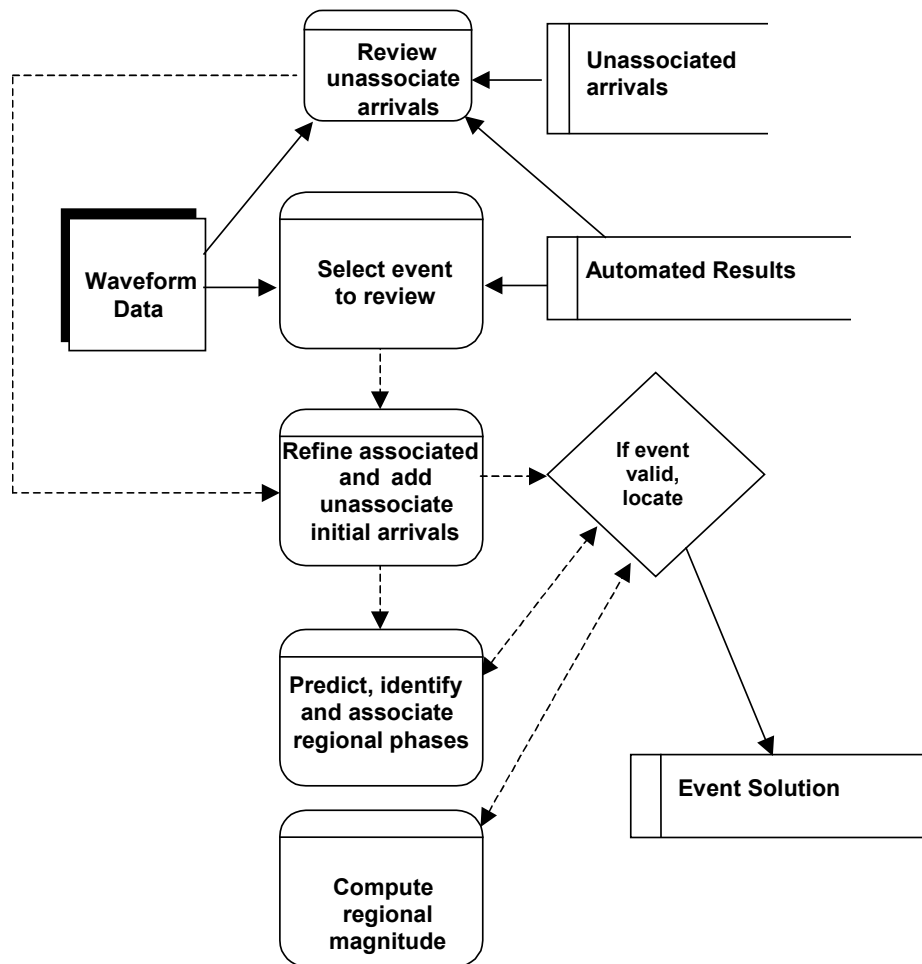 Review
unassociate
arrivals
Unassociated
arrivals
Waveform
Data
Select event
to review
Automated Results
Refine associated
and add
unassociate
initial arrivals
If event
valid,
locate
Predict, identify
and associate
regional phases
Event Solution
Compute
regional
magnitude